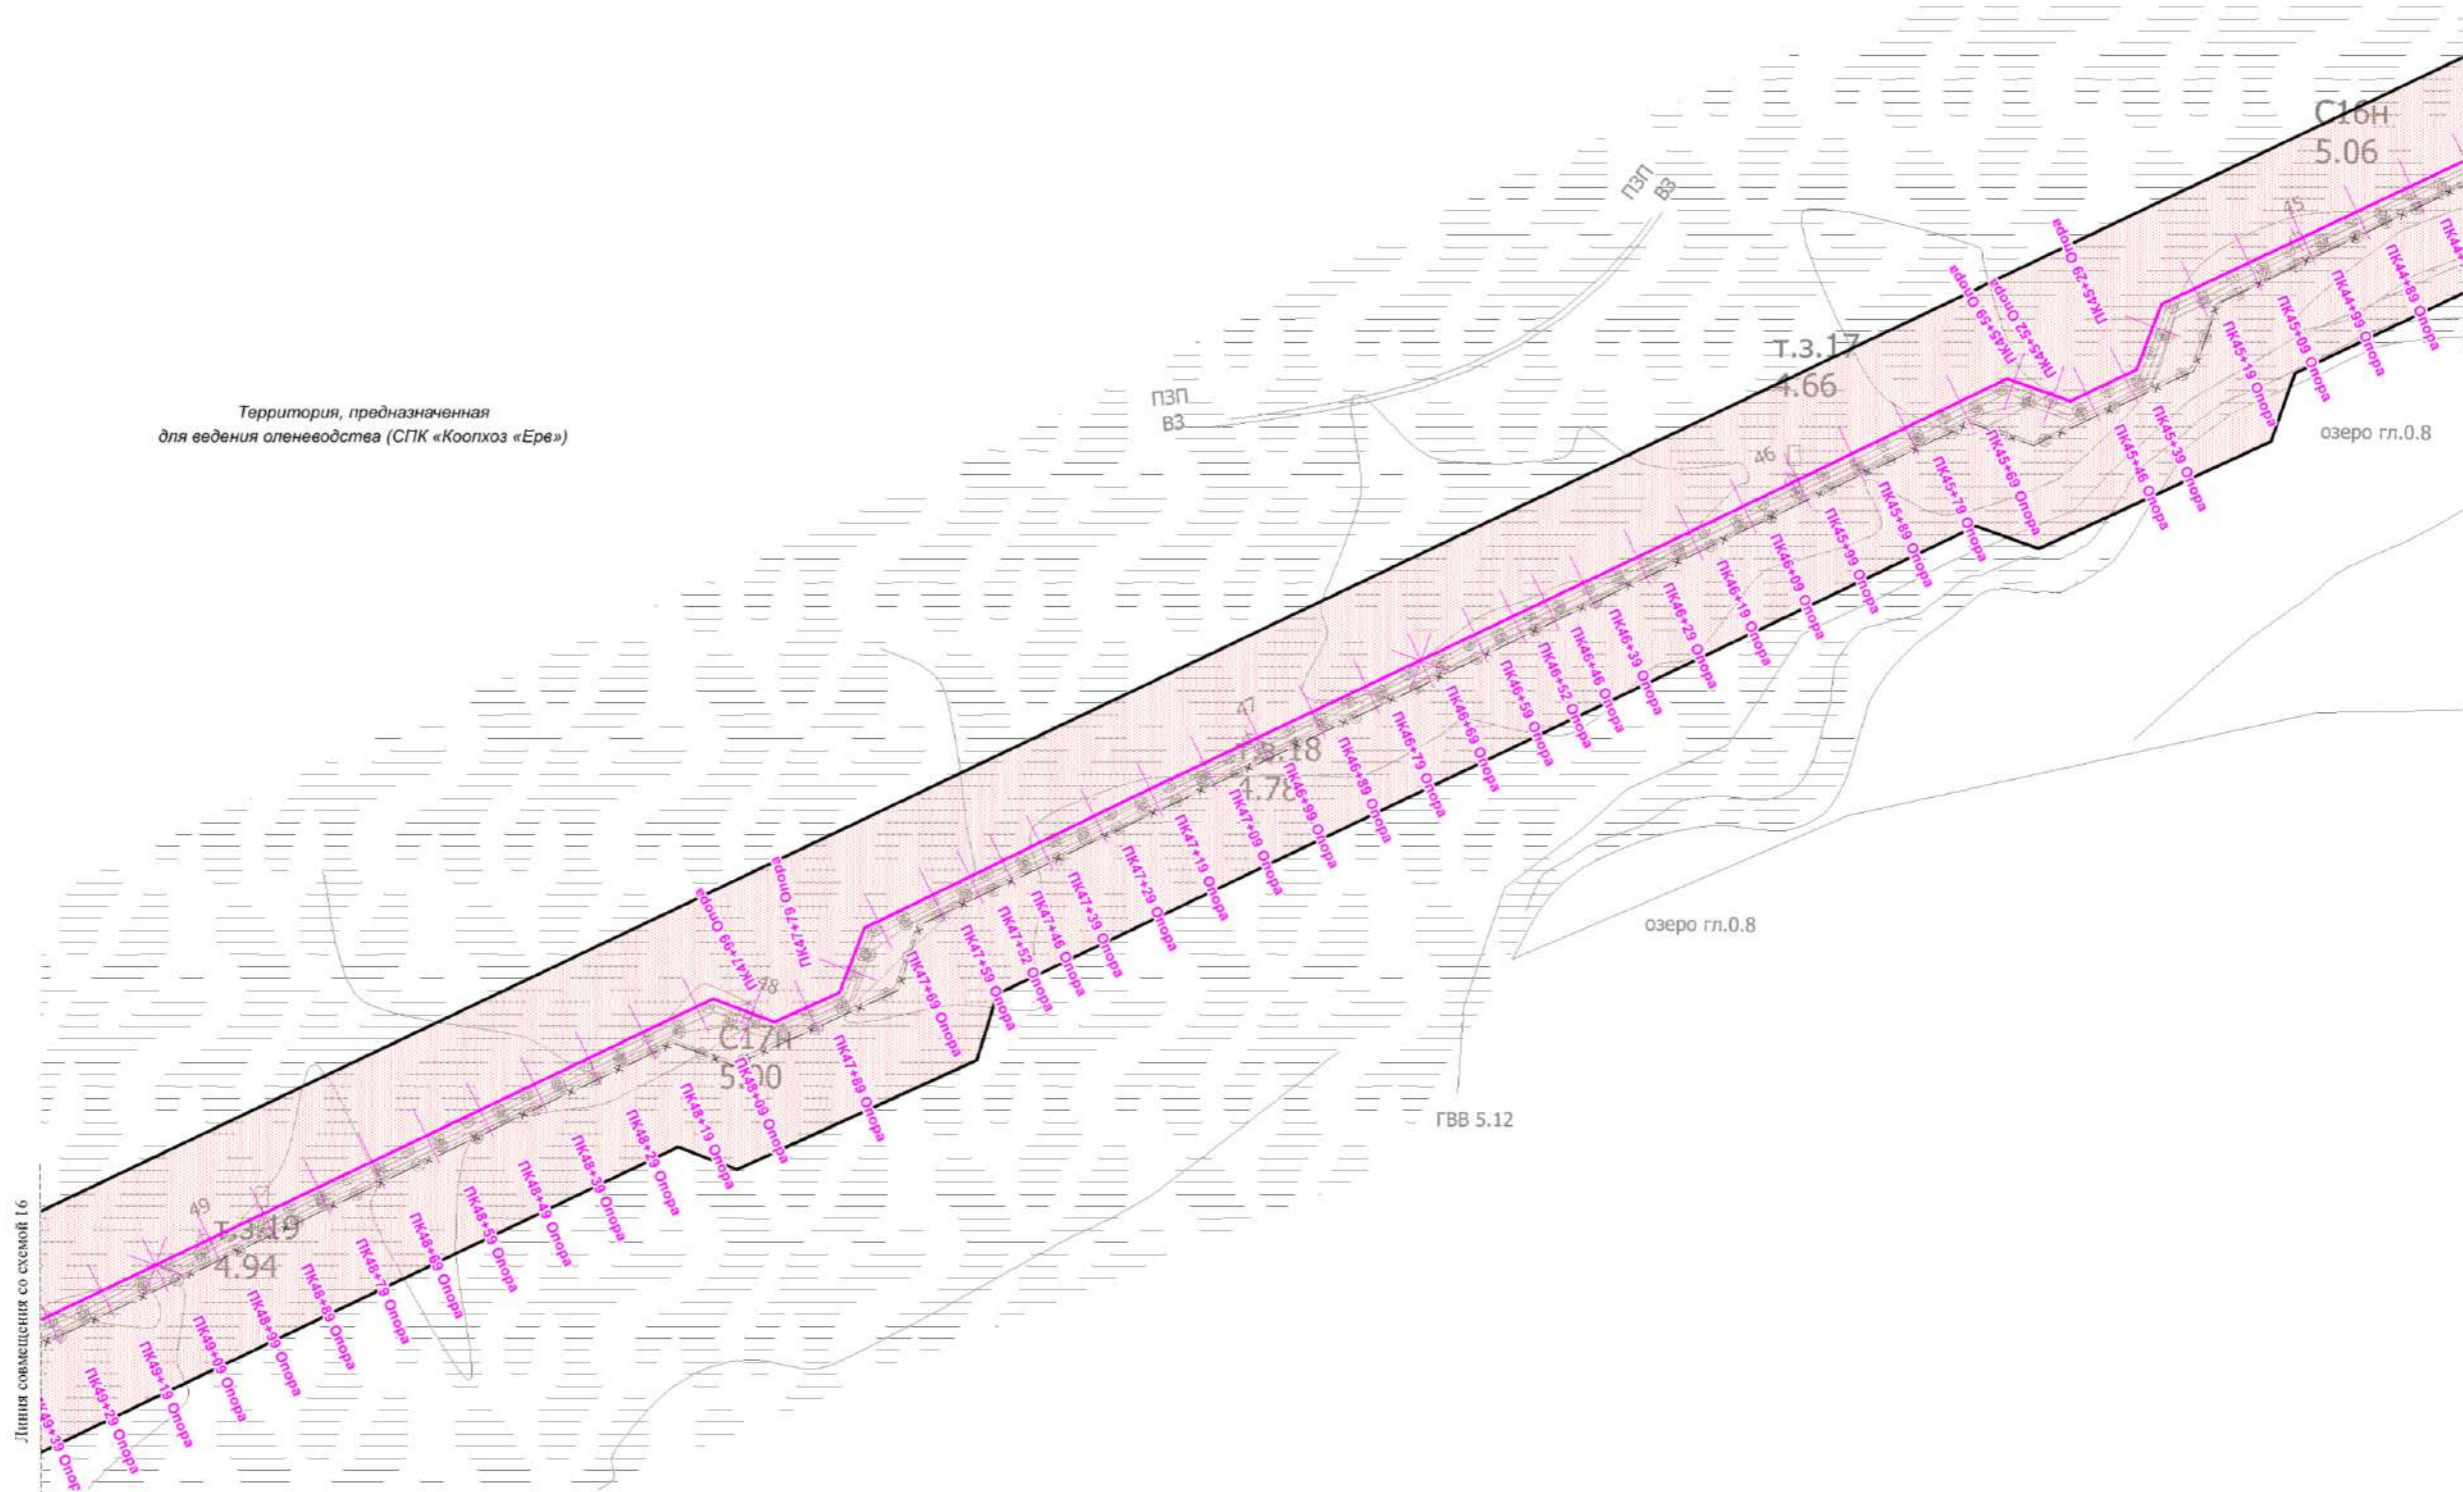 Территория, предназначенная
для ведения оленеводства (СПК «Коопхоз «Ерв»)
Линия совмещения со схемой 16
С16н
5.06
45
ПЗП
ВЗ
ПЗП
ВЗ
Т.3.17
4.66
46
озеро гл.0.8
47
4.78
озеро гл.0.8
48
С17н
5.00
ГВВ 5.12
49
Т.3.19
4.94
ПК44+89 Опора
ПК44+99 Опора
ПК45+09 Опора
ПК45+19 Опора
ПК45+29 Опора
ПК45+39 Опора
ПК45+46 Опора
ПК45+52 Опора
ПК45+59 Опора
ПК45+69 Опора
ПК45+79 Опора
ПК45+89 Опора
ПК45+99 Опора
ПК46+09 Опора
ПК46+19 Опора
ПК46+29 Опора
ПК46+39 Опора
ПК46+46 Опора
ПК46+52 Опора
ПК46+59 Опора
ПК46+69 Опора
ПК46+79 Опора
ПК46+89 Опора
ПК46+99 Опора
ПК47+09 Опора
ПК47+19 Опора
ПК47+29 Опора
ПК47+39 Опора
ПК47+46 Опора
ПК47+52 Опора
ПК47+59 Опора
ПК47+69 Опора
ПК47+79 Опора
ПК47+89 Опора
ПК47+99 Опора
ПК48+09 Опора
ПК48+19 Опора
ПК48+29 Опора
ПК48+39 Опора
ПК48+49 Опора
ПК48+59 Опора
ПК48+69 Опора
ПК48+79 Опора
ПК48+89 Опора
ПК48+99 Опора
ПК49+09 Опора
ПК49+19 Опора
ПК49+29 Опора